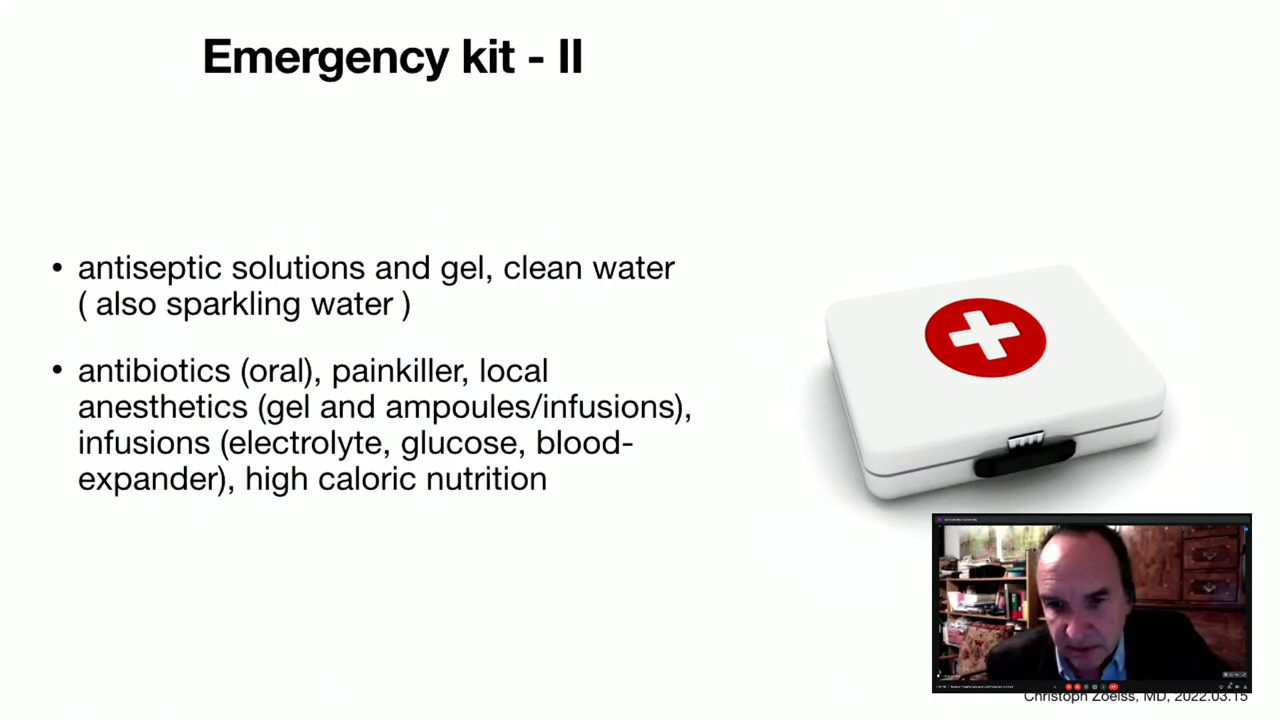 Emergency kit - II
• antiseptic solutions and gel, clean water
( also sparkling water )
• antibiotics (oral), painkiller, local
anesthetics (gel and ampoules/infusions),
infusions (electrolyte, glucose, blood-
expander), high caloric nutrition
Christoph Zoelss, MD, 2022.03.15